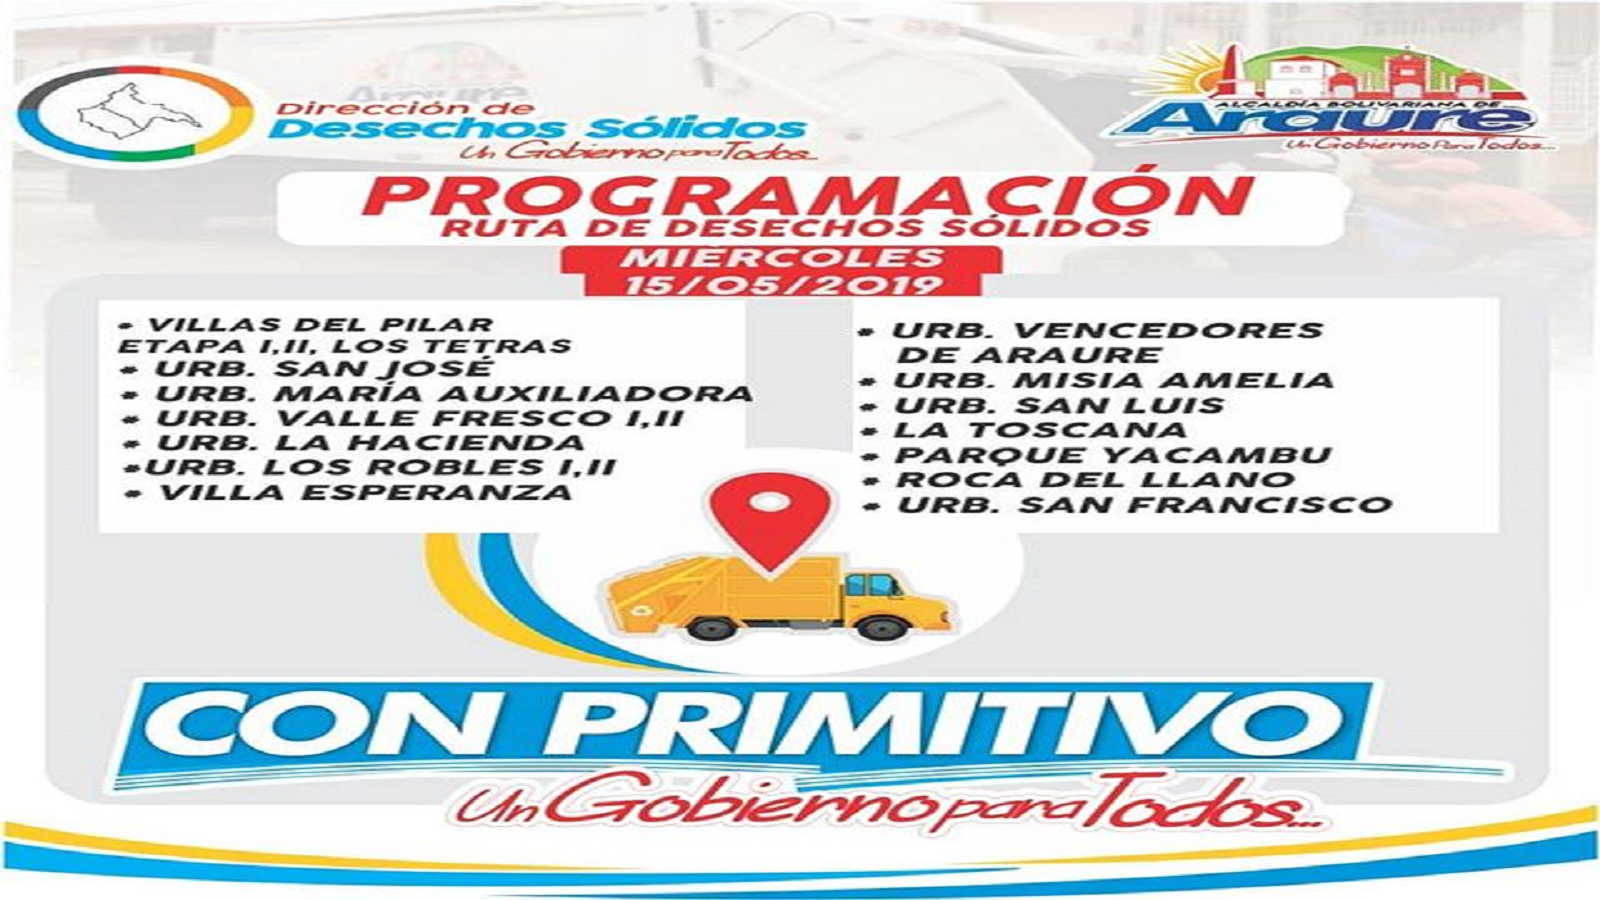 Dirección de
Desechos Sólidos
Un Gobierno para Todos...
ALCALDÍA BOLIVARIANA DE
Araure
Un Gobierno Para Todos...
PROGRAMACIÓN
RUTA DE DESECHOS SÓLIDOS
MIÉRCOLES
15/05/2019
• VILLAS DEL PILAR
ETAPA I,II, LOS TETRAS
• URB. SAN JOSÉ
• URB. MARÍA AUXILIADORA
• URB. VALLE FRESCO I,II
• URB. LA HACIENDA
•URB. LOS ROBLES I,II
• VILLA ESPERANZA
• URB. VENCEDORES
DE ARAURE
• URB. MISIA AMELIA
• URB. SAN LUIS
• LA TOSCANA
• PARQUE YACAMBU
• ROCA DEL LLANO
• URB. SAN FRANCISCO
CON PRIMITIVO
Un Gobierno para Todos...